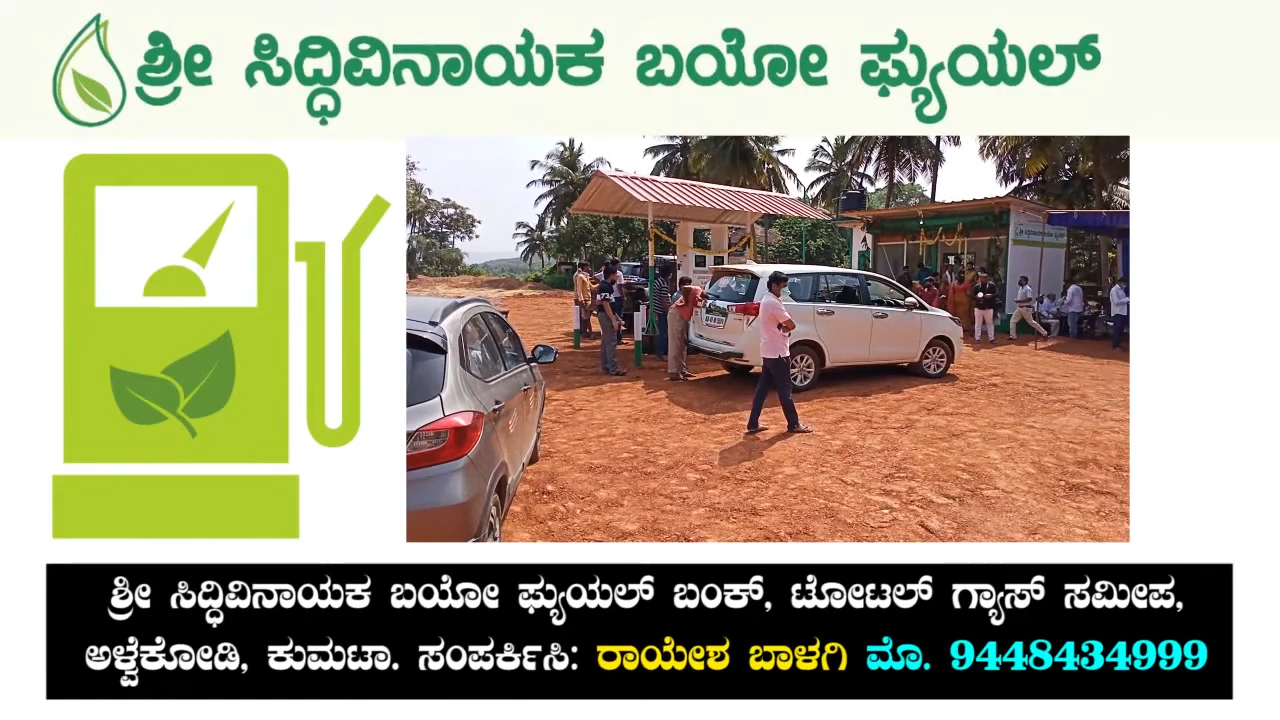 ಶ್ರೀ ಸಿದ್ಧಿವಿನಾಯಕ ಬಯೋ ಫ್ಯುಯಲ್
ಶ್ರೀ ಸಿದ್ಧಿವಿನಾಯಕ ಬಯೋ ಫ್ಯುಯಲ್ ಬಂಕ್, ಟೋಟಲ್ ಗ್ಯಾಸ್ ಸಮೀಪ,
ಅಳ್ವೆಕೋಡಿ, ಕುಮಟಾ. ಸಂಪರ್ಕಿಸಿ: ರಾಯೇಶ ಬಾಳಗಿ ಮೊ. 9448434999